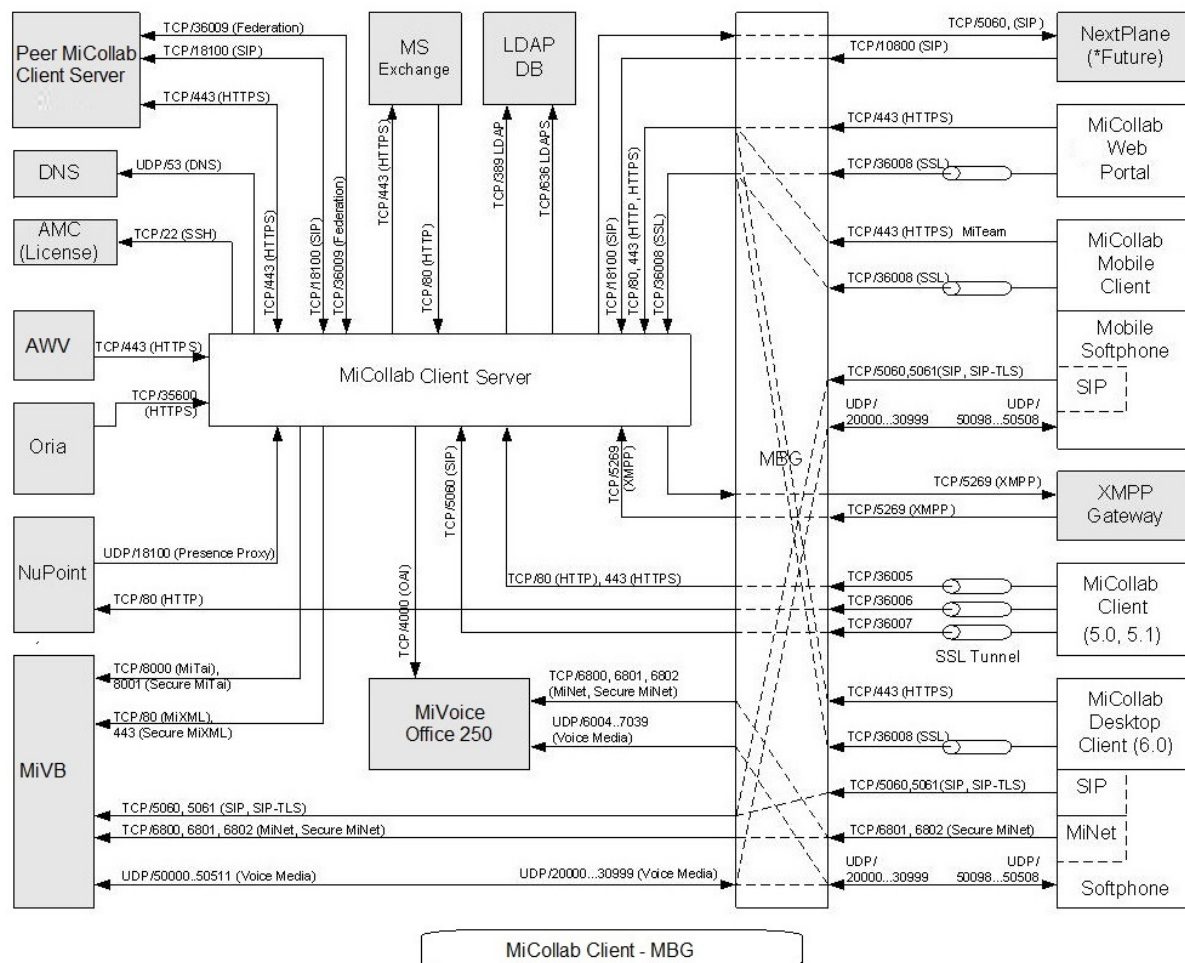 TCP/36009 (Federation)
TCP/18100 (SIP)
TCP/443 (HTTPS)
Peer MiCollab
Client Server
MS
Exchange
LDAP
DB
TCP/5060, (SIP)
TCP/10800 (SIP)
NextPlane
(*Future)
DNS
UDP/53 (DNS)
AMC
(License)
TCP/22 (SSH)
TCP/443 (HTTPS)
TCP/18100 (SIP)
TCP/36009 (Federation)
TCP/443 (HTTPS)
TCP/80 (HTTP)
TCP/389 LDAP
TCP/636 LDAPS
TCP/18100 (SIP)
TCP/80, 443 (HTTP, HTTPS)
TCP/36008 (SSL)
TCP/443 (HTTPS)
TCP/36008 (SSL)
MiCollab
Web
Portal
TCP/443 (HTTPS) MiTeam
TCP/36008 (SSL)
MiCollab
Mobile
Client
AWV
TCP/443 (HTTPS)
MiCollab Client Server
Mobile
Softphone
TCP/5060,5061(SIP, SIP-TLS)
SIP
UDP/
20000...30999
UDP/
50098...50508
Oria
TCP/35600
(HTTPS)
TCP/5060 (SIP)
TCP/5269
(XMPP)
MBG
TCP/5269 (XMPP)
TCP/5269 (XMPP)
XMPP
Gateway
NuPoint
UDP/18100 (Presence Proxy)
TCP/80 (HTTP)
TCP/80 (HTTP), 443 (HTTPS)
TCP/4000 (OAI)
TCP/36005
TCP/36006
TCP/36007
SSL Tunnel
MiCollab
Client
(5.0, 5.1)
MiVB
TCP/8000 (MiTai),
8001 (Secure MiTai)
TCP/80 (MiXML),
443 (Secure MiXML)
MiVoice
Office 250
TCP/6800, 6801, 6802
(MiNet, Secure MiNet)
UDP/6004..7039
(Voice Media)
TCP/443 (HTTPS)
TCP/36008 (SSL)
MiCollab
Desktop
Client (6.0)
TCP/5060, 5061 (SIP, SIP-TLS)
TCP/5060,5061(SIP, SIP-TLS)
SIP
TCP/6800, 6801, 6802 (MiNet, Secure MiNet)
TCP/6801, 6802 (Secure MiNet)
MiNet
UDP/50000..50511 (Voice Media)
UDP/20000...30999 (Voice Media)
UDP/
20000...30999
UDP/
50098...50508
Softphone
MiCollab Client - MBG